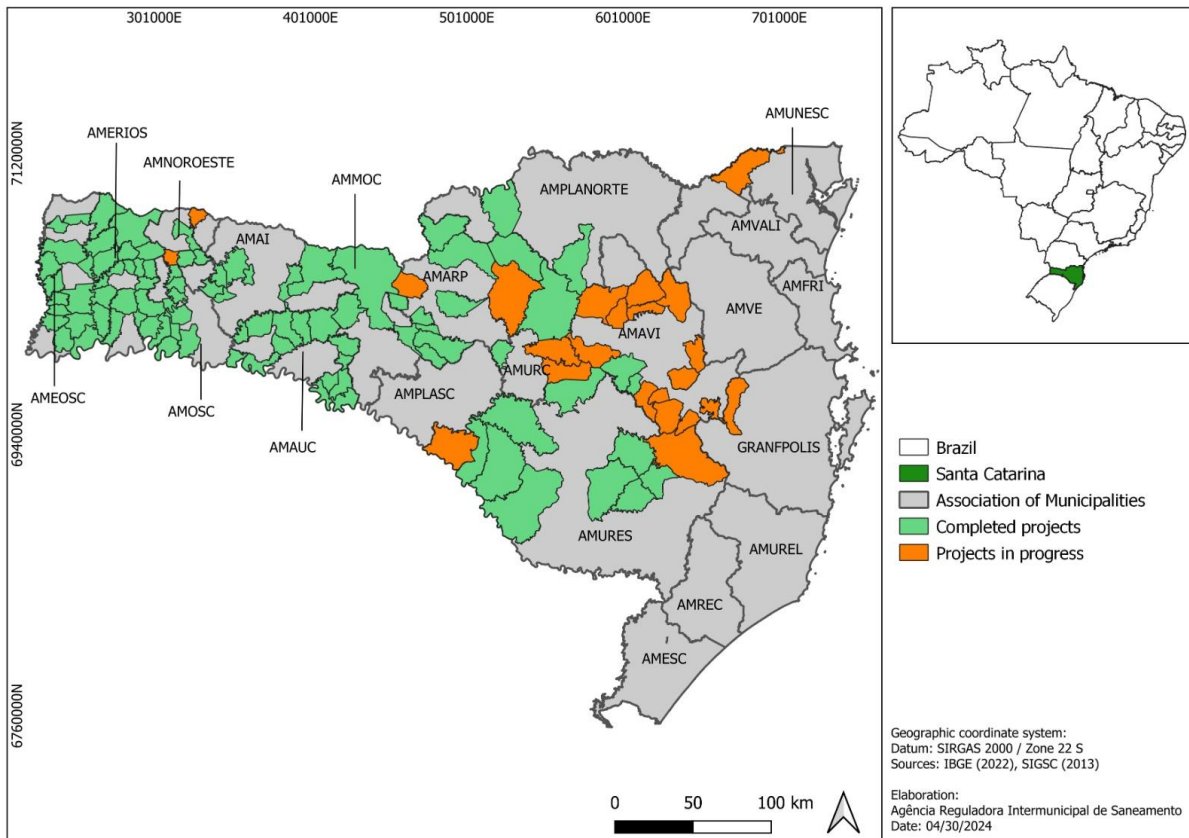 301000E 401000E 501000E 601000E 701000E
7120000N
6940000N
6760000N
AMUNESC
AMERIOS
AMNOROESTE
AMMOC
AMPLANORTE
AMVALI
AMAI
AMARP
AMFRI
AMVE
AMAVI
AMURC
AMEOSC
AMOSC
AMPLASC
AMAUC
GRANFPOLIS
AMURES
AMUREL
AMREC
AMESC
0 50 100 km
Brazil
Santa Catarina
Association of Municipalities
Completed projects
Projects in progress
Geographic coordinate system:
Datum: SIRGAS 2000 / Zone 22 S
Sources: IBGE (2022), SIGSC (2013)
Elaboration:
Agência Reguladora Intermunicipal de Saneamento
Date: 04/30/2024